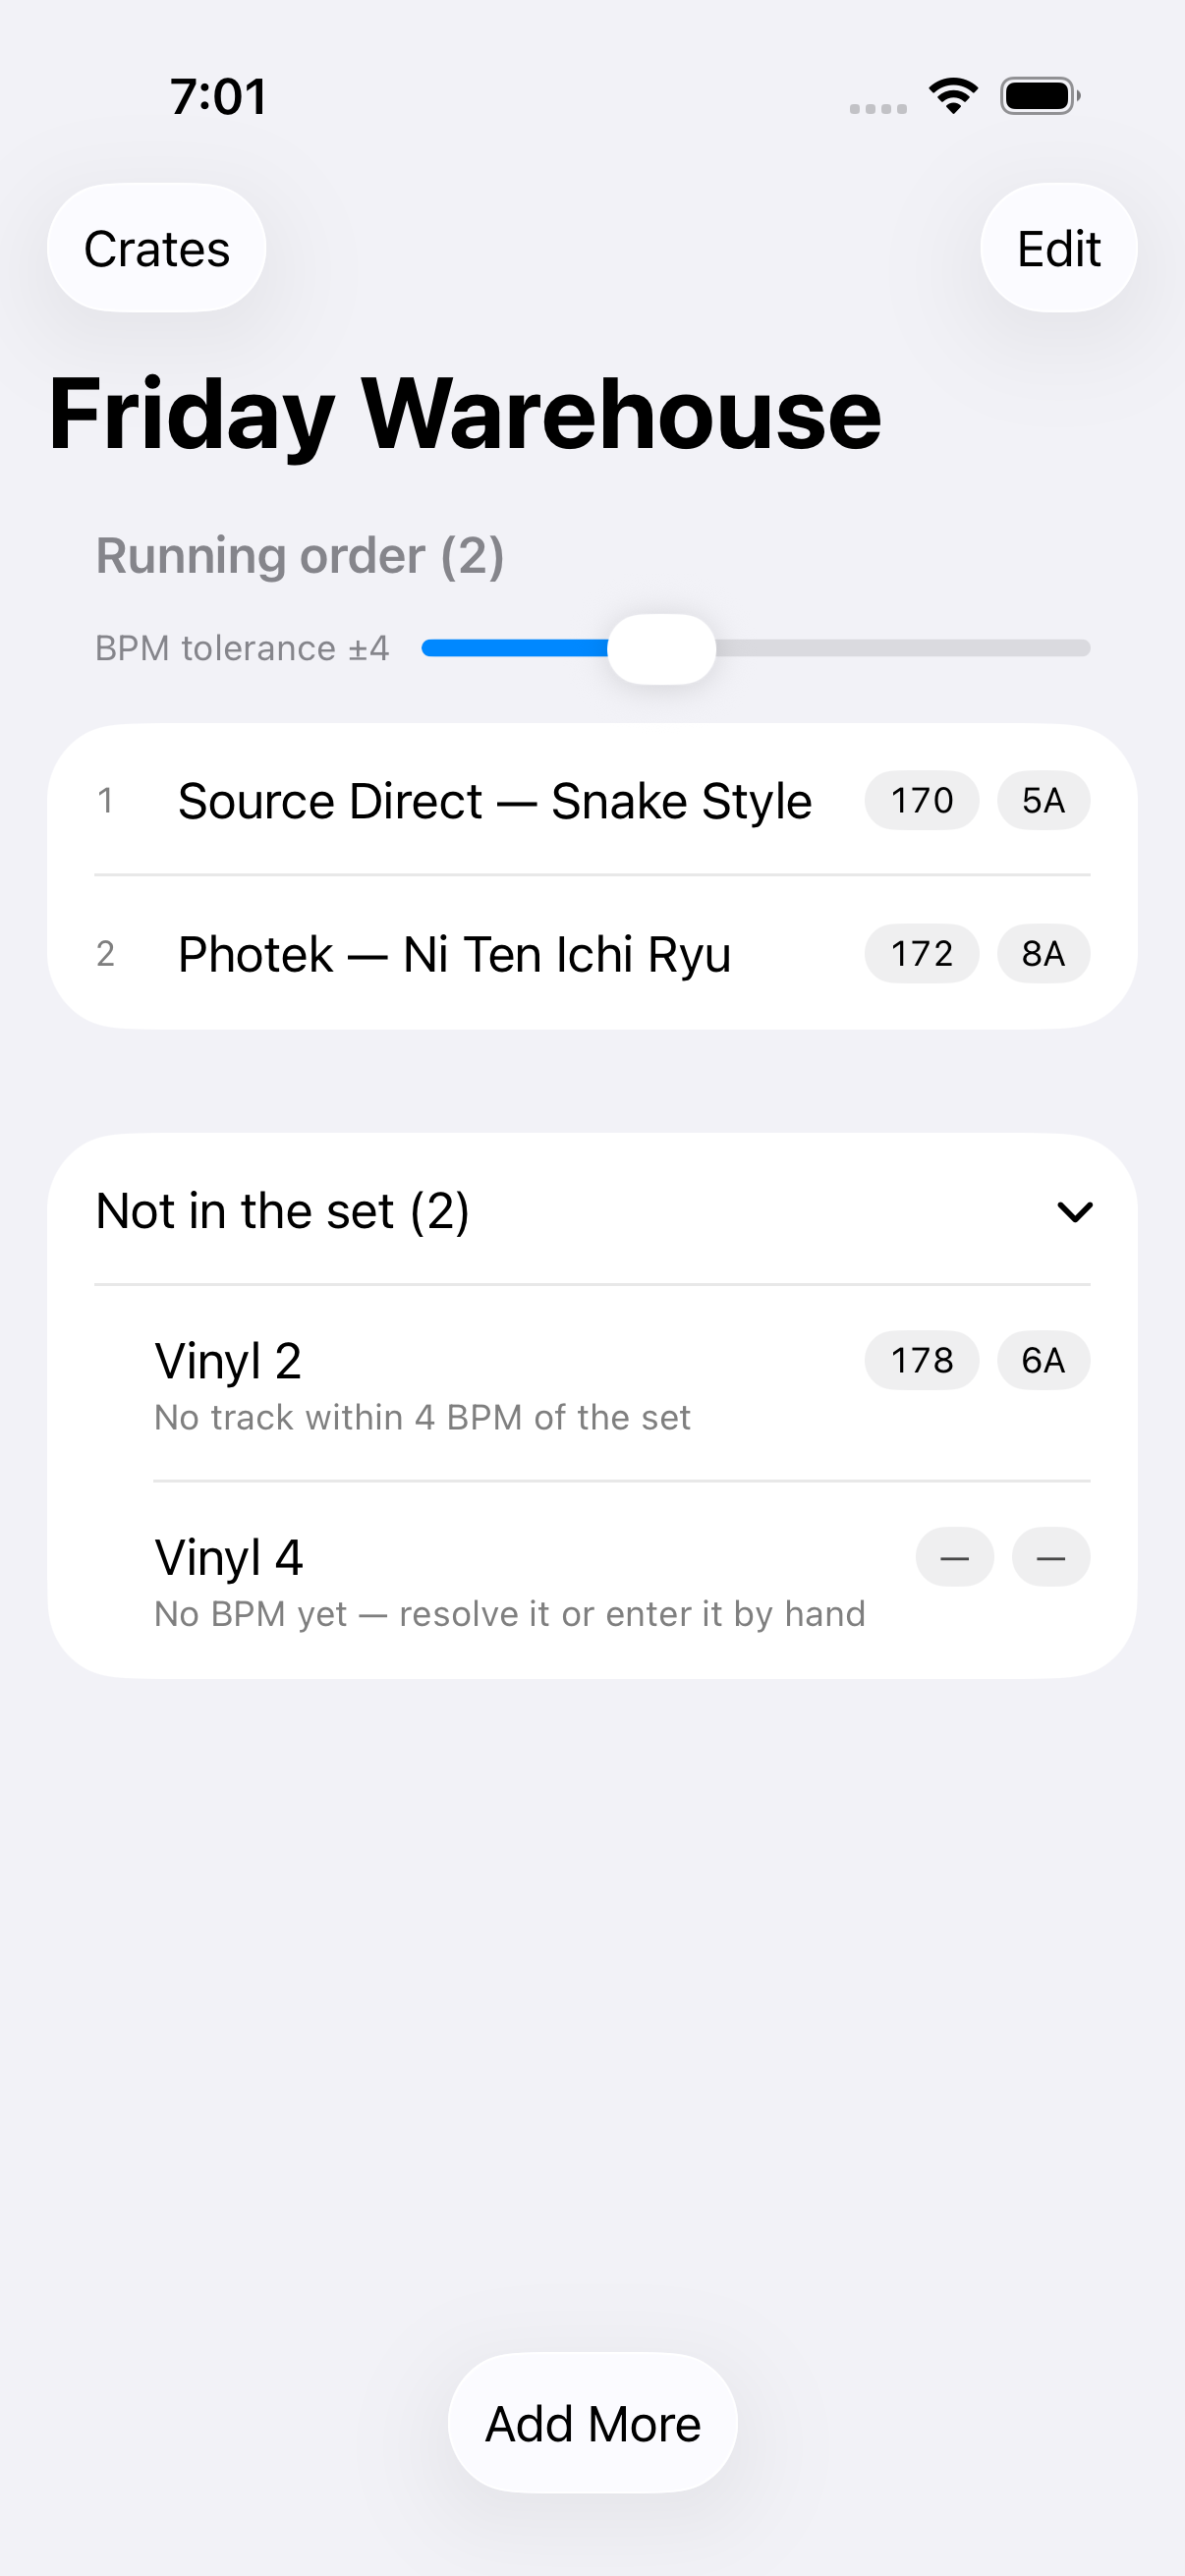 7:01
Crates
Edit
Friday Warehouse
Running order (2)
BPM tolerance ±4
1 Source Direct — Snake Style 170 5A
2 Photek — Ni Ten Ichi Ryu 172 8A
Not in the set (2)
Vinyl 2 178 6A
No track within 4 BPM of the set
Vinyl 4 — —
No BPM yet — resolve it or enter it by hand
Add More